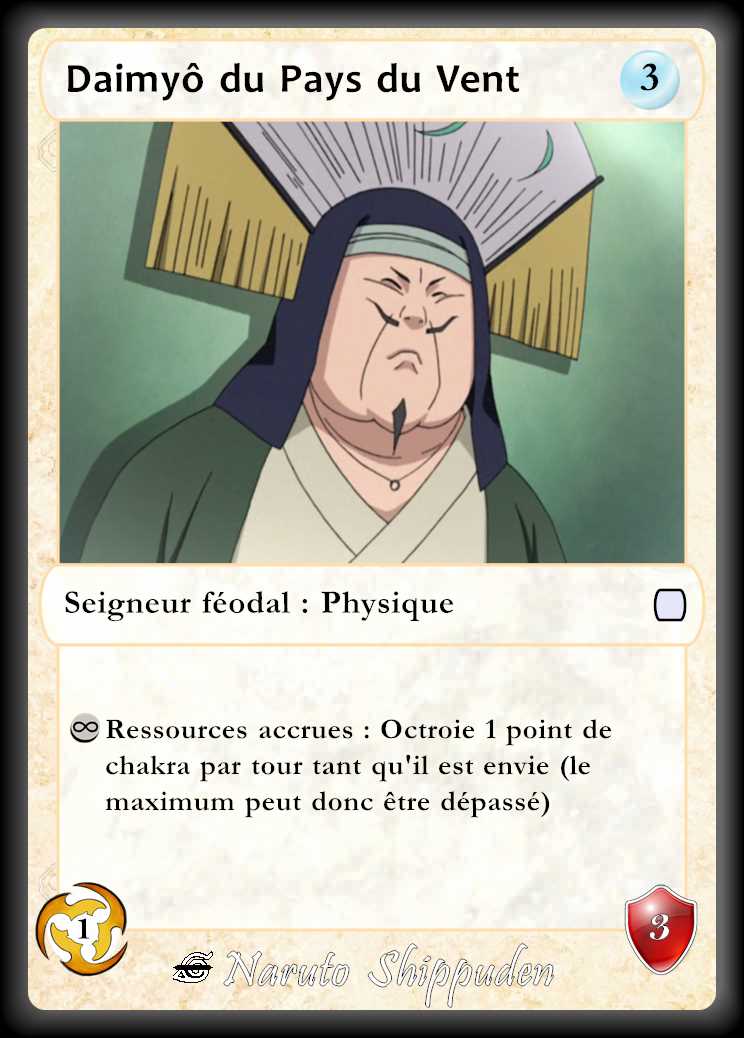 Daimyô du Pays du Vent
3
Seigneur féodal : Physique
Ressources accrues : Octroie 1 point de
chakra par tour tant qu'il est envie (le
maximum peut donc être dépassé)
1
3
Naruto Shippuden